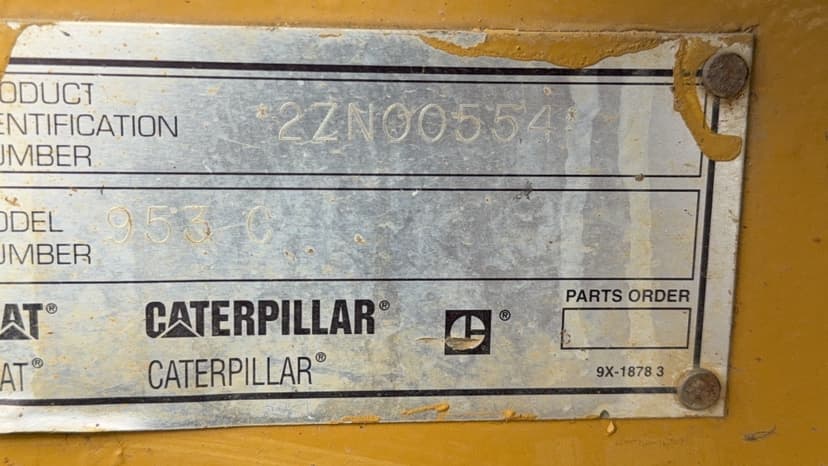 ODUCT
ENTIFICATION
UMBER
*2ZN00554*
ODEL
UMBER
953 C
AT®
CATERPILLAR®
®
PARTS ORDER
AT®
CATERPILLAR®
9X-1878 3